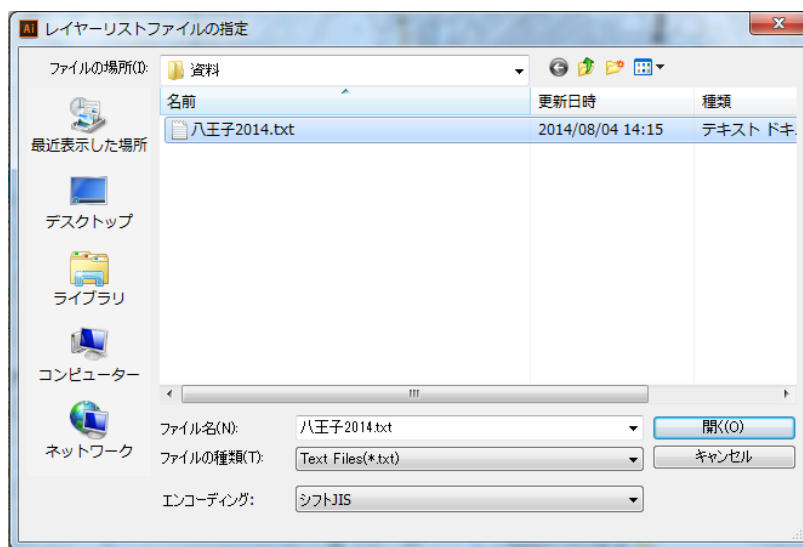 Ai レイヤーリストファイルの指定
ファイルの場所(I): 資料
名前 更新日時 種類
八王子2014.txt 2014/08/04 14:15 テキスト ドキ
最近表示した場所
デスクトップ
ライブラリ
コンピューター
ネットワーク
ファイル名(N): 八王子2014.txt 開く(O)
ファイルの種類(T): Text Files(*.txt) キャンセル
エンコーディング: シフトJIS